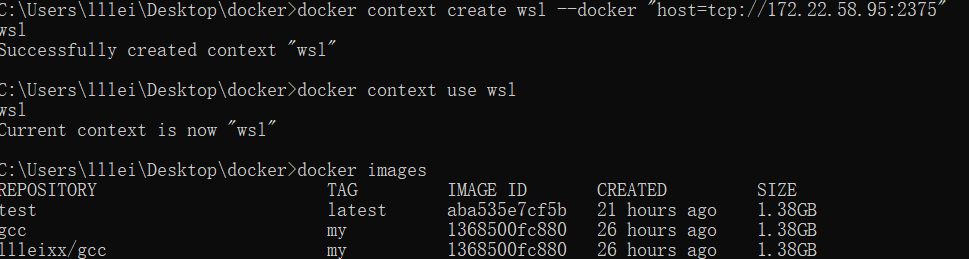 C:\Users\lllei\Desktop\docker>docker context create wsl --docker "host=tcp://172.22.58.95:2375"
wsl
Successfully created context "wsl"
C:\Users\lllei\Desktop\docker>docker context use wsl
wsl
Current context is now "wsl"
C:\Users\lllei\Desktop\docker>docker images
REPOSITORY TAG IMAGE ID CREATED SIZE
test latest aba535e7cf5b 21 hours ago 1.38GB
gcc my 1368500fc880 26 hours ago 1.38GB
llleixx/gcc my 1368500fc880 26 hours ago 1.38GB